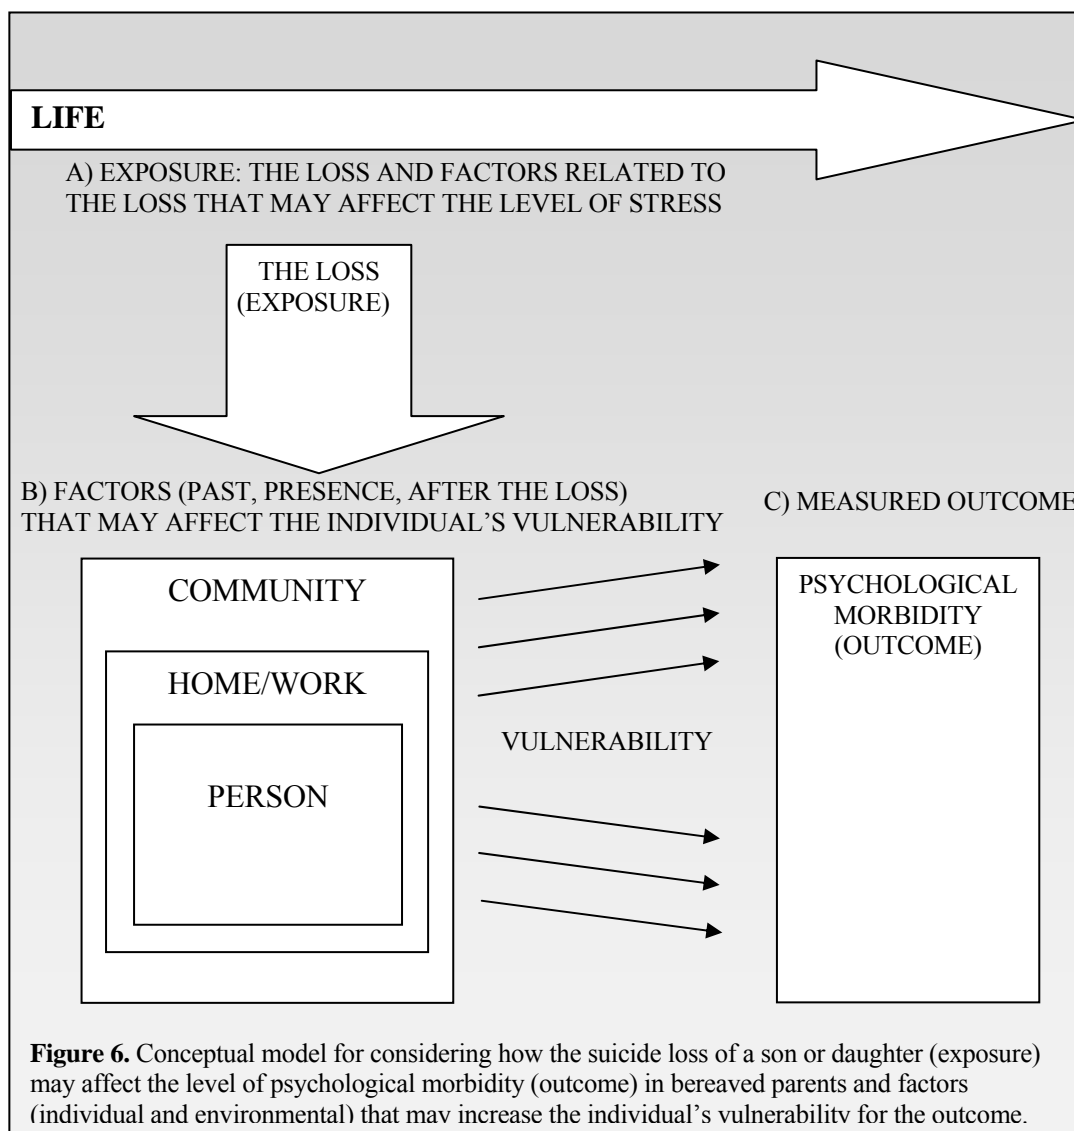 LIFE
A) EXPOSURE: THE LOSS AND FACTORS RELATED TO
THE LOSS THAT MAY AFFECT THE LEVEL OF STRESS
THE LOSS
(EXPOSURE)
B) FACTORS (PAST, PRESENCE, AFTER THE LOSS)
THAT MAY AFFECT THE INDIVIDUAL’S VULNERABILITY
C) MEASURED OUTCOME
COMMUNITY
HOME/WORK
PERSON
VULNERABILITY
PSYCHOLOGICAL
MORBIDITY
(OUTCOME)
Figure 6. Conceptual model for considering how the suicide loss of a son or daughter (exposure)
may affect the level of psychological morbidity (outcome) in bereaved parents and factors
(individual and environmental) that may increase the individual’s vulnerability for the outcome.